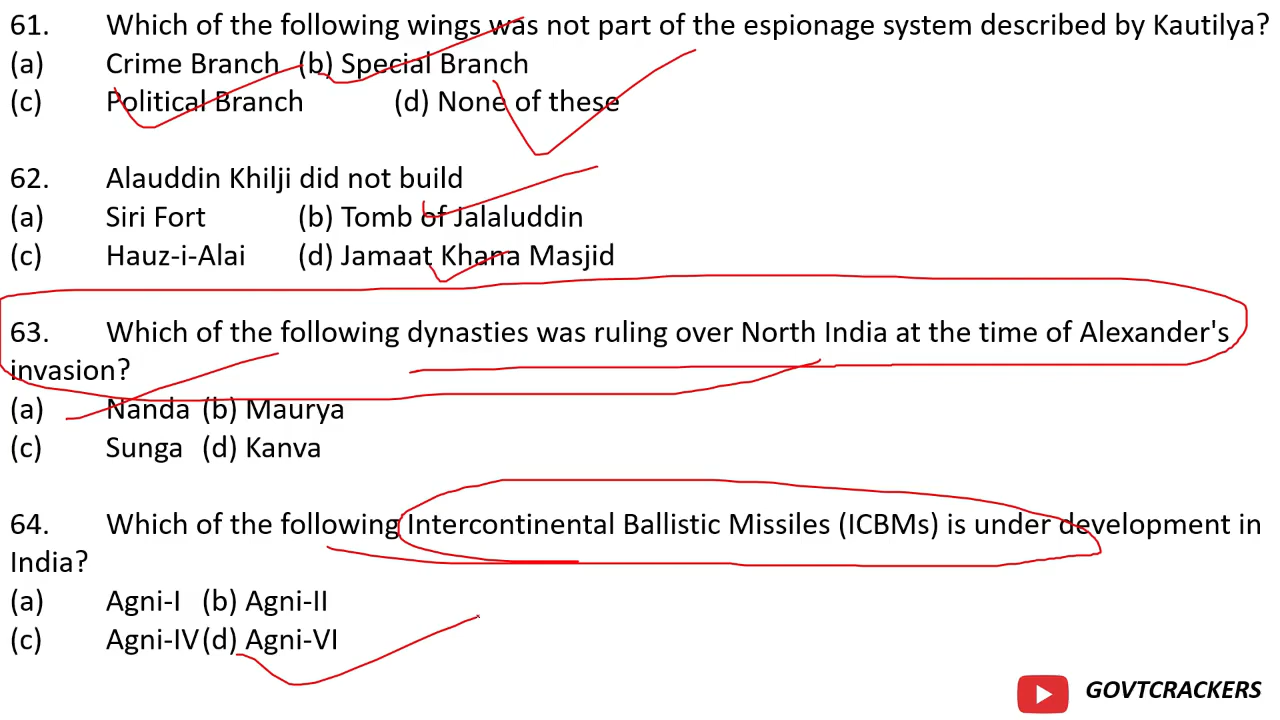 61. Which of the following wings was not part of the espionage system described by Kautilya?
(a) Crime Branch (b) Special Branch
(c) Political Branch (d) None of these
62. Alauddin Khilji did not build
(a) Siri Fort (b) Tomb of Jalaluddin
(c) Hauz-i-Alai (d) Jamaat Khana Masjid
63. Which of the following dynasties was ruling over North India at the time of Alexander's
invasion?
(a) Nanda (b) Maurya
(c) Sunga (d) Kanva
64. Which of the following Intercontinental Ballistic Missiles (ICBMs) is under development in
India?
(a) Agni-I (b) Agni-II
(c) Agni-IV (d) Agni-VI
GOVTCRACKERS